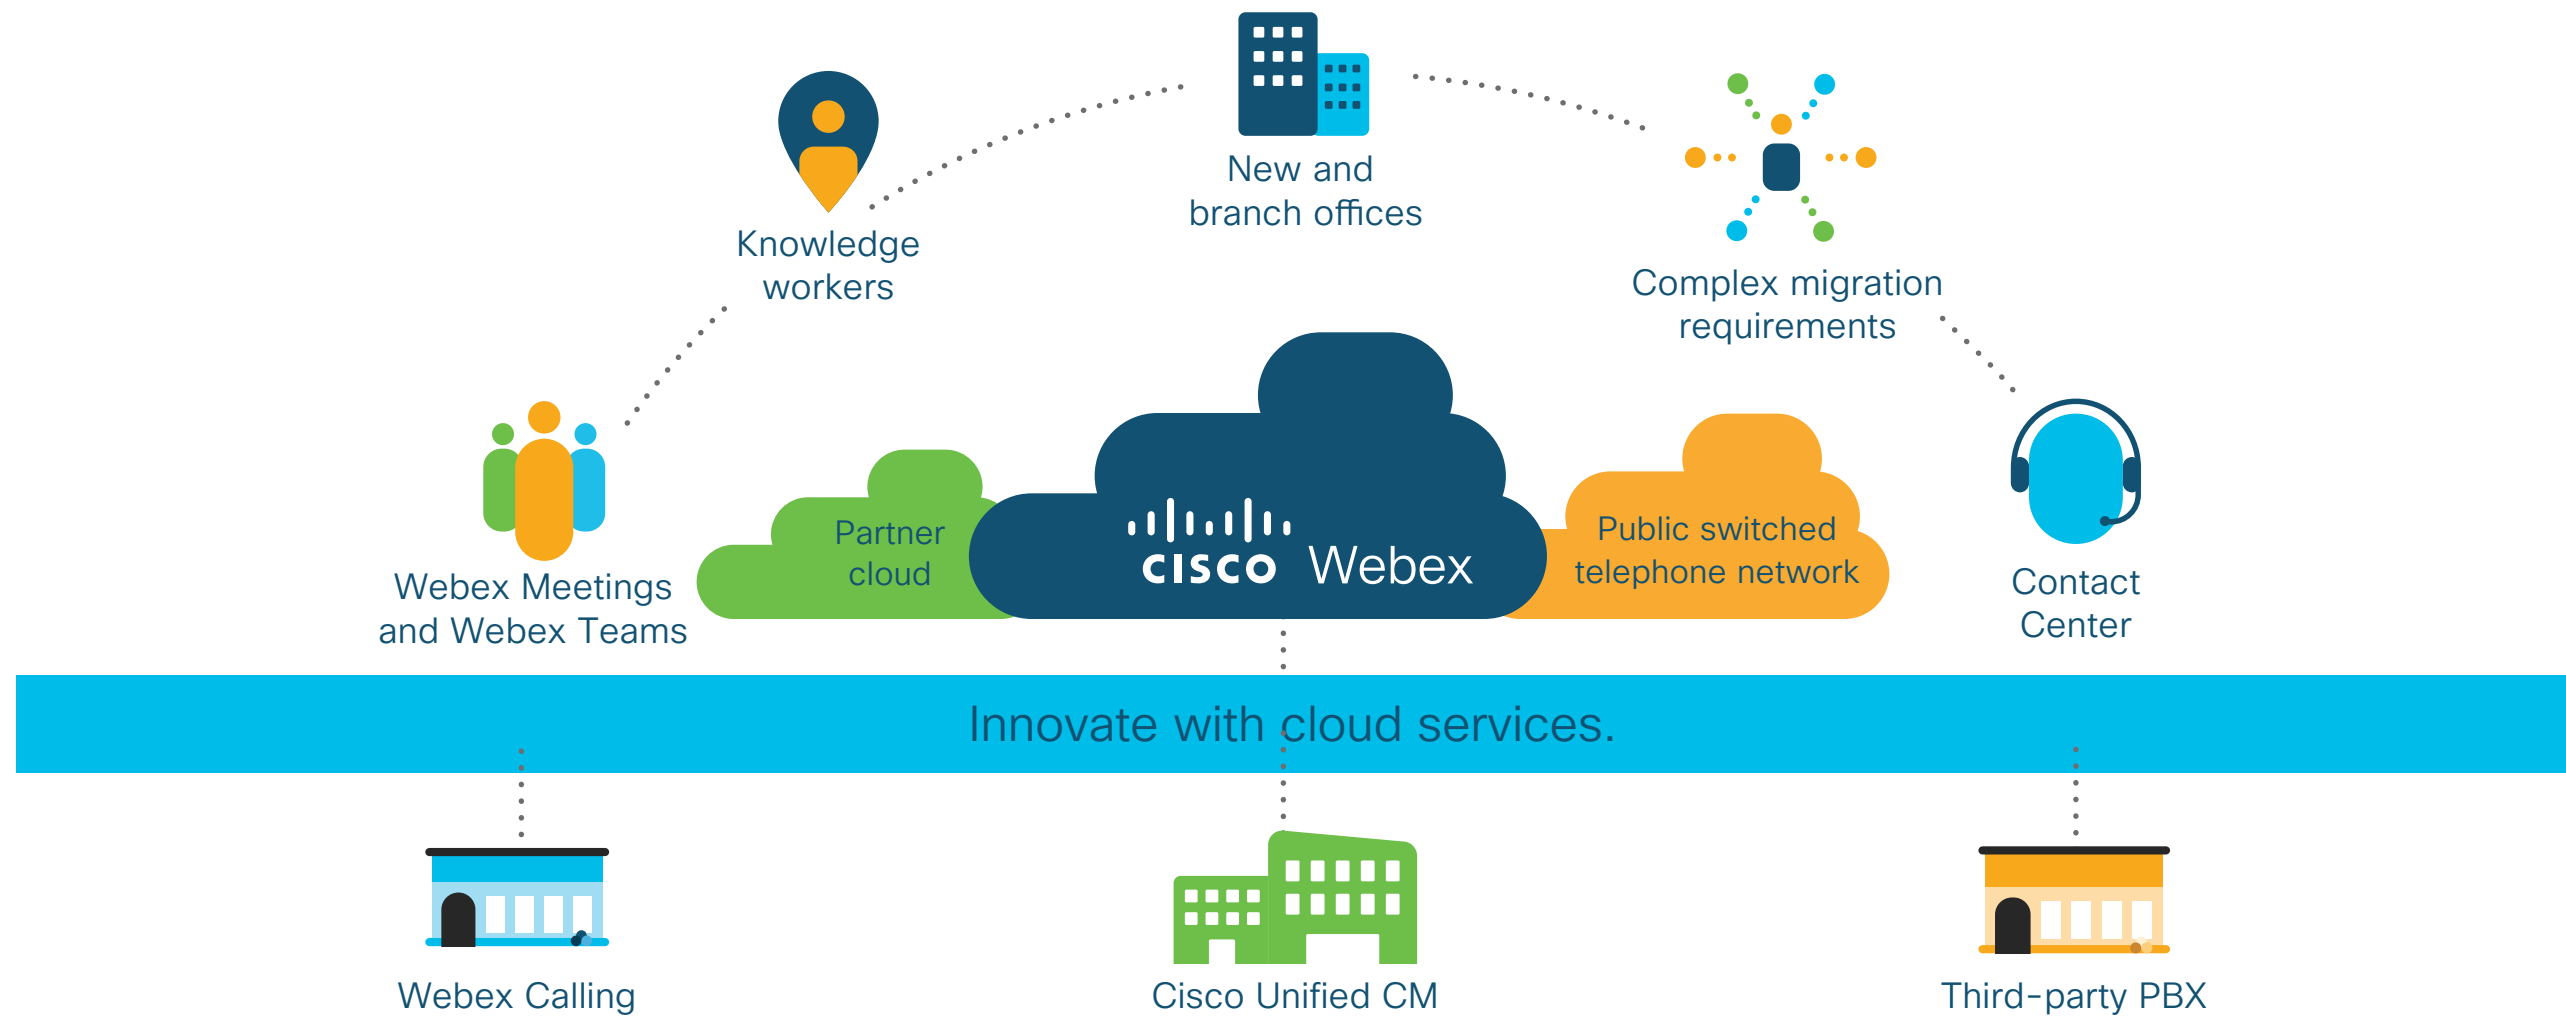 New and
branch offices
Knowledge
workers
Complex migration
requirements
Webex Meetings
and Webex Teams
Partner
cloud
CISCO Webex
Public switched
telephone network
Contact
Center
Innovate with cloud services.
Webex Calling
Cisco Unified CM
Third-party PBX